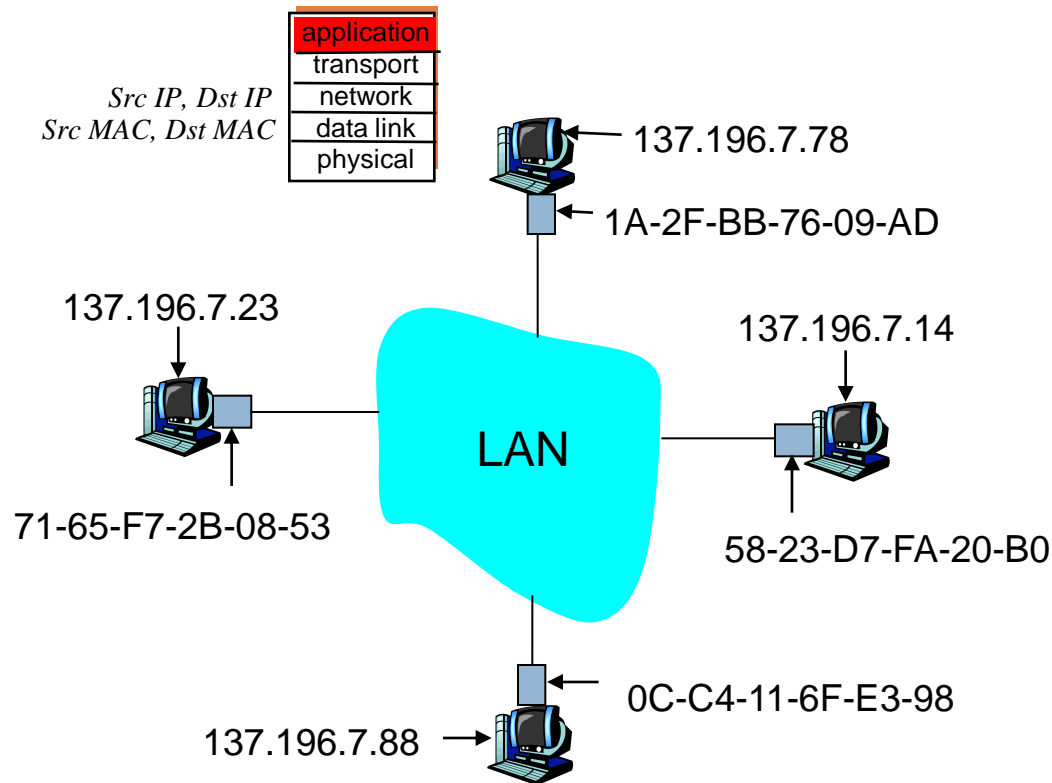 application
transport
Src IP, Dst IP network
Src MAC, Dst MAC data link
physical
137.196.7.78
1A-2F-BB-76-09-AD
137.196.7.23
137.196.7.14
LAN
71-65-F7-2B-08-53
58-23-D7-FA-20-B0
0C-C4-11-6F-E3-98
137.196.7.88